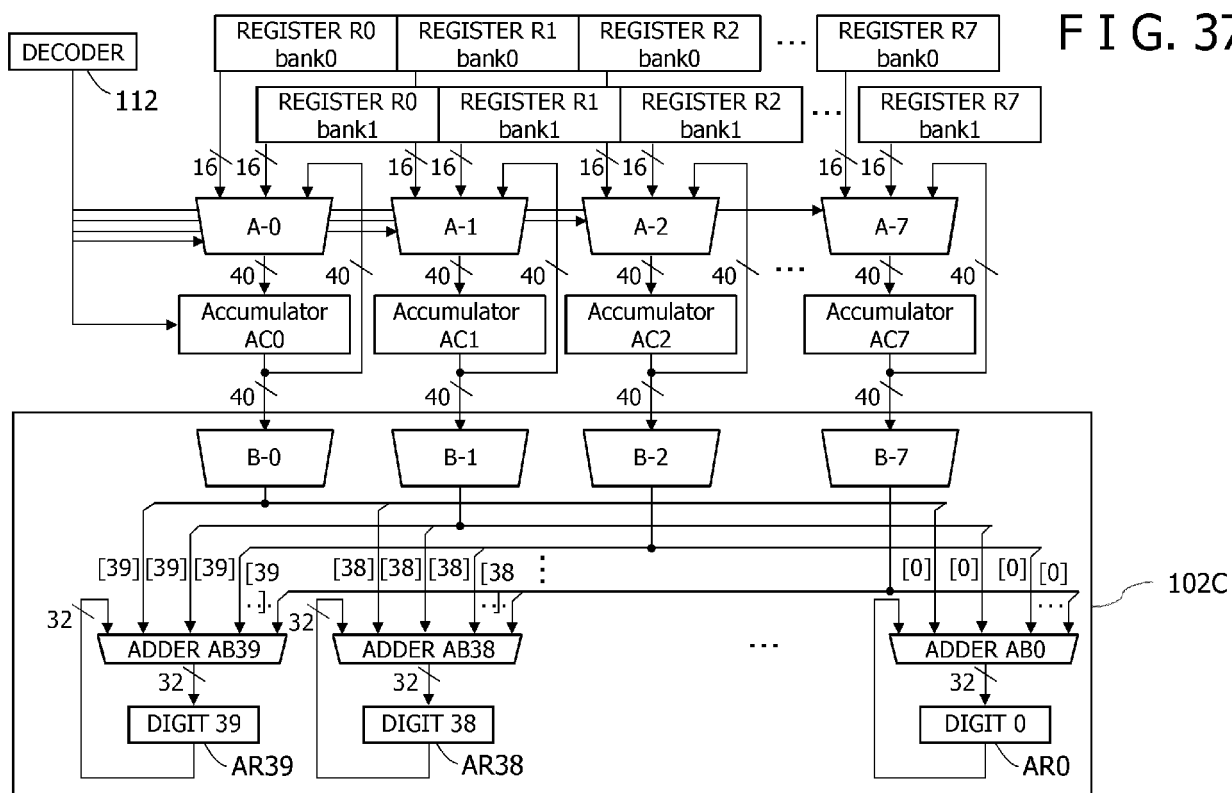 F I G. 37
DECODER
112
REGISTER R0
bank0
REGISTER R1
bank0
REGISTER R2
bank0
...
REGISTER R7
bank0
REGISTER R0
bank1
REGISTER R1
bank1
REGISTER R2
bank1
...
REGISTER R7
bank1
16 16 16 16 16 16 16 16
A-0 A-1 A-2 A-7
40 40 40 40 40 40 ... 40 40
Accumulator
AC0
Accumulator
AC1
Accumulator
AC2
Accumulator
AC7
40 40 40 40
B-0 B-1 B-2 B-7
[39] [39] [39] [39
...]...
[38] [38] [38] [38
...]...
...
[0] [0] [0] [0]
...
102C
32 32
ADDER AB39 ADDER AB38 ... ADDER AB0
32 32 32
DIGIT 39 DIGIT 38 DIGIT 0
AR39 AR38 AR0